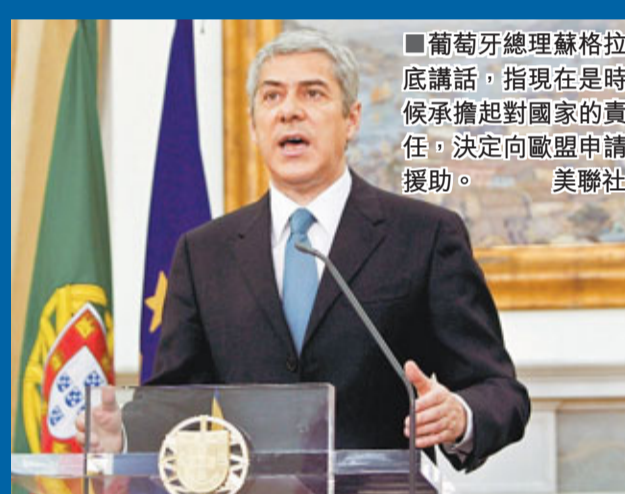 ■葡萄牙總理蘇格拉
底講話，指現在是時
候承擔起對國家的責
任，決定向歐盟申請
援助。 美聯社